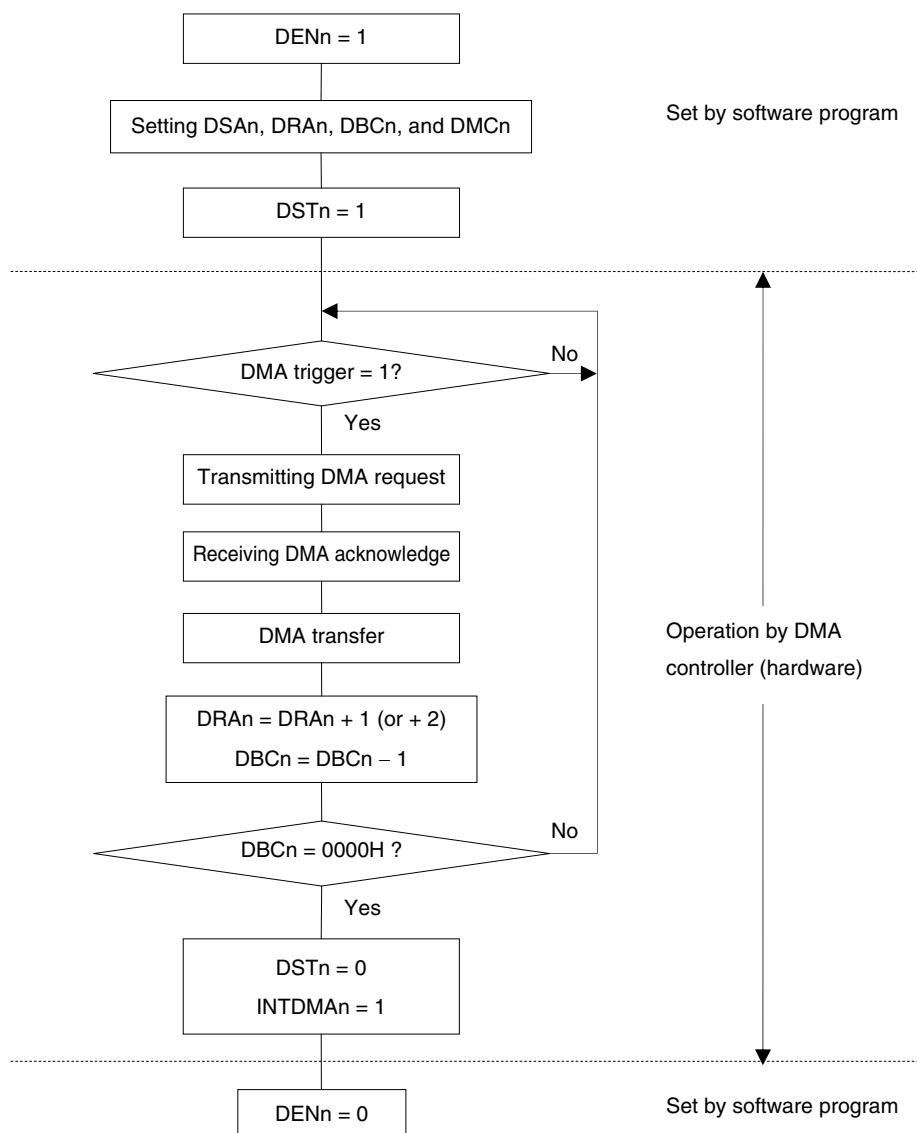 DENn = 1
Setting DSAn, DRAn, DBCn, and DMCn
Set by software program
DSTn = 1
DMA trigger = 1?
No
Yes
Transmitting DMA request
Receiving DMA acknowledge
DMA transfer
Operation by DMA
controller (hardware)
DRAn = DRAn + 1 (or + 2)
DBCn = DBCn − 1
DBCn = 0000H ?
No
Yes
DSTn = 0
INTDMAn = 1
DENn = 0
Set by software program